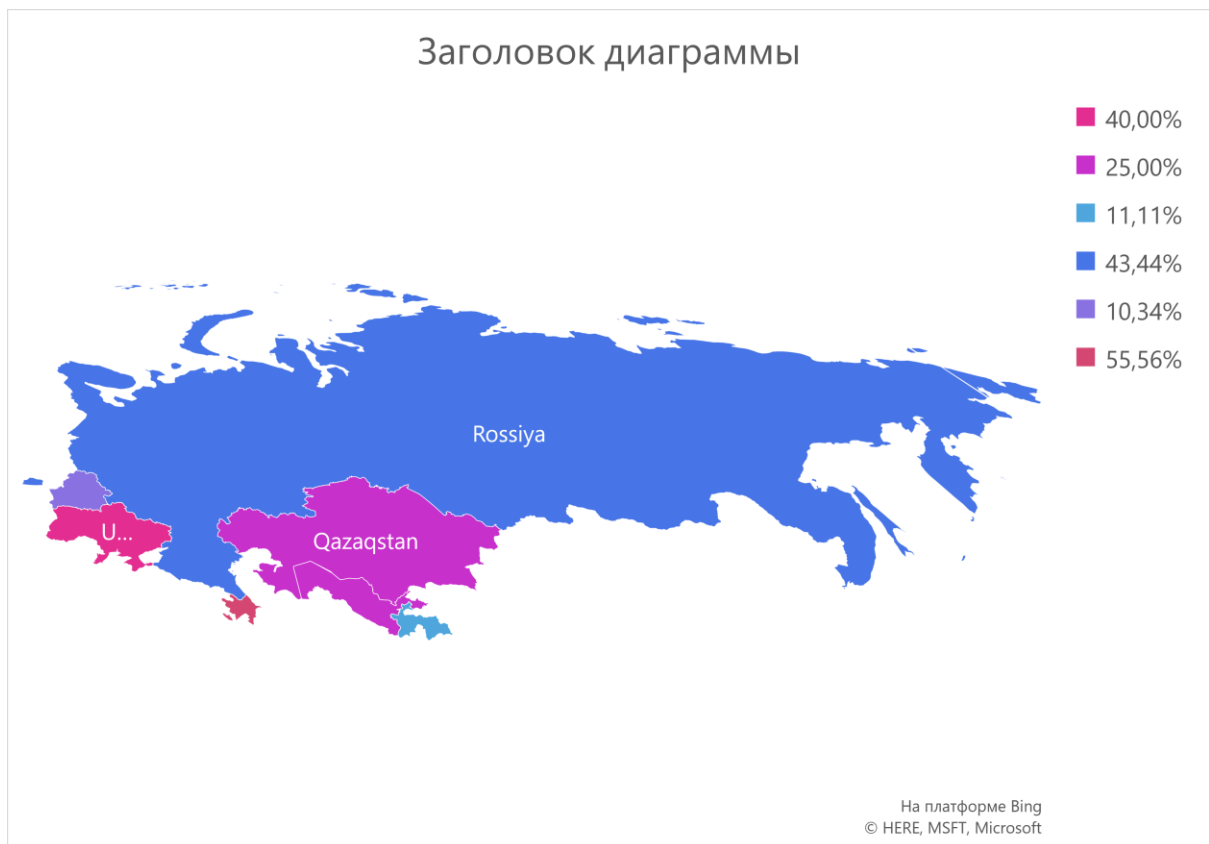 Заголовок диаграммы
40,00%
25,00%
11,11%
43,44%
10,34%
55,56%
Rossiya
U...
Qazaqstan
На платформе Bing
© HERE, MSFT, Microsoft